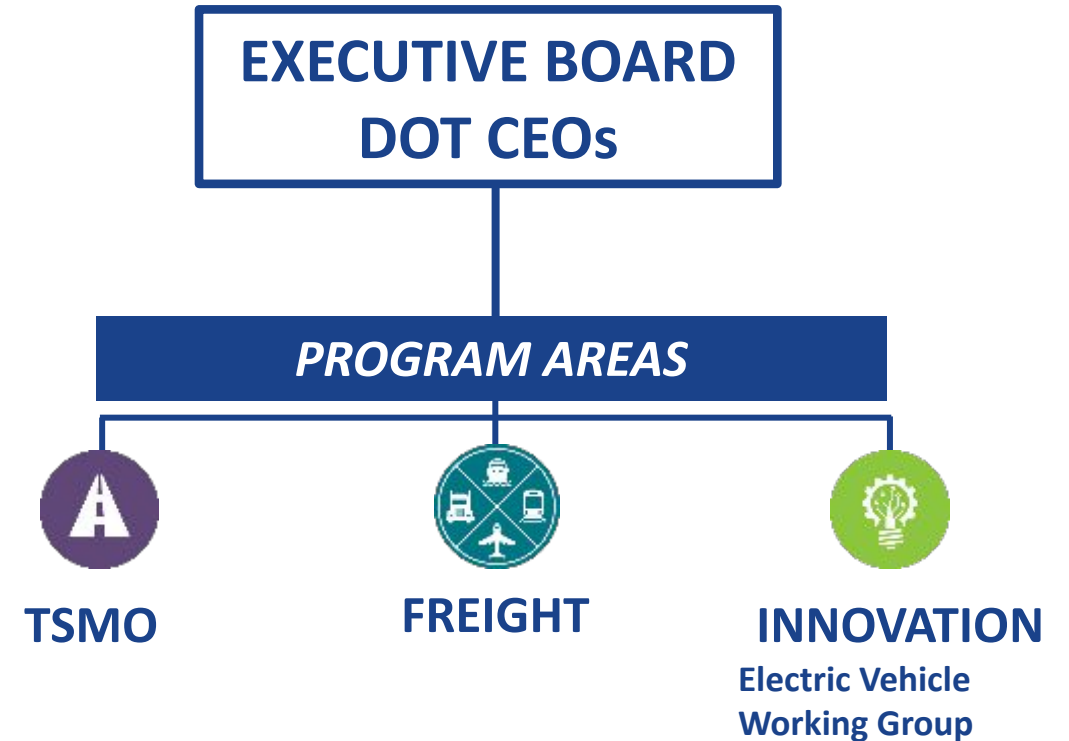 EXECUTIVE BOARD
DOT CEOs
PROGRAM AREAS
TSMO
FREIGHT
INNOVATION
Electric Vehicle
Working Group